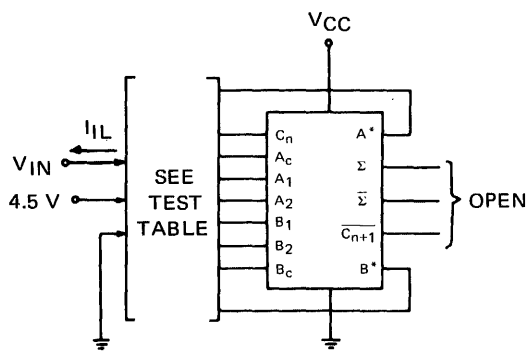 VCC
IIL
VIN
4.5 V
SEE
TEST
TABLE
Cn
Ac
A1
A2
B1
B2
Bc
A*
Σ
Σ̅
C̅n̅+̅1̅
B*
OPEN